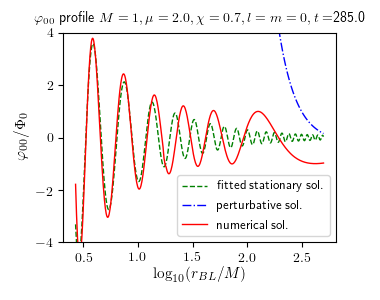 φ₀₀ profile M = 1, μ = 2.0, χ = 0.7, l = m = 0, t =285.0
φ₀₀/Φ₀
4
2
0
−2
−4
fitted stationary sol.
perturbative sol.
numerical sol.
0.5 1.0 1.5 2.0 2.5
log₁₀(r_BL/M)